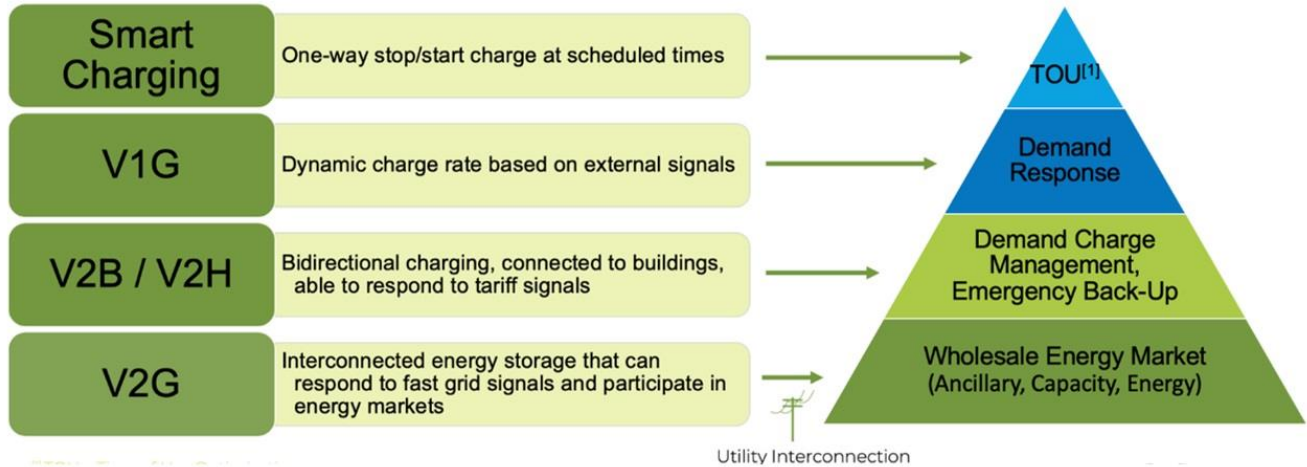 Smart
Charging
One-way stop/start charge at scheduled times
TOU[1]
V1G
Dynamic charge rate based on external signals
Demand
Response
V2B / V2H
Bidirectional charging, connected to buildings,
able to respond to tariff signals
Demand Charge
Management,
Emergency Back-Up
V2G
Interconnected energy storage that can
respond to fast grid signals and participate in
energy markets
Wholesale Energy Market
(Ancillary, Capacity, Energy)
Utility Interconnection